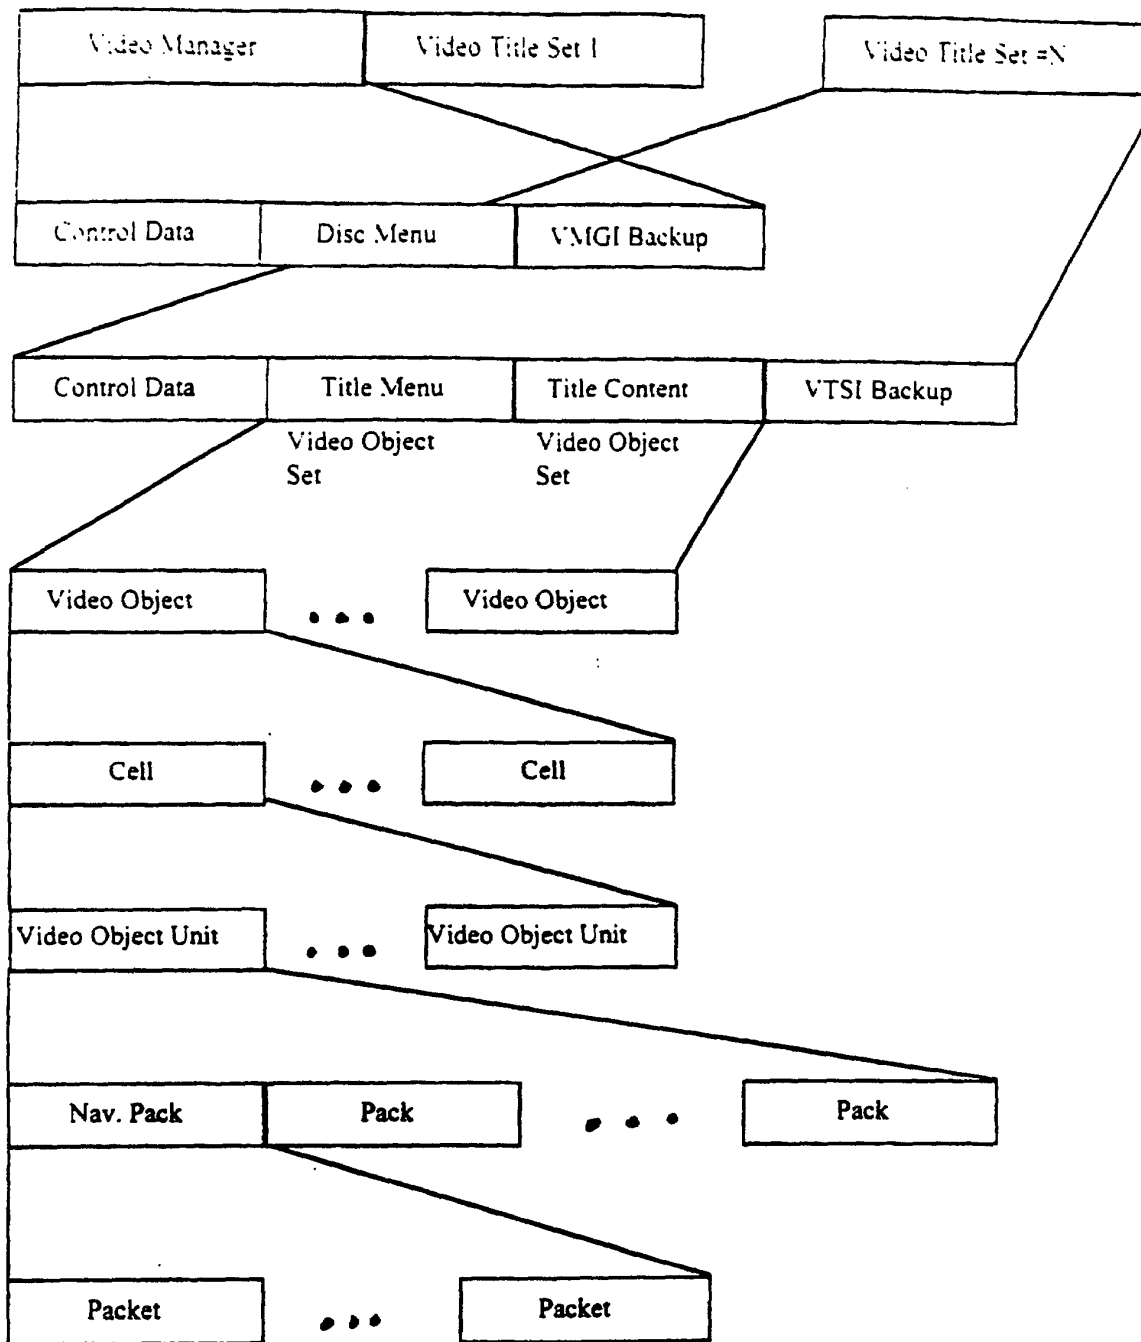 Video Manager
Video Title Set 1
Video Title Set =N
Control Data
Disc Menu
VMGI Backup
Control Data
Title Menu
Title Content
VTSI Backup
Video Object
Set
Video Object
Set
Video Object
Video Object
Cell
Cell
Video Object Unit
Video Object Unit
Nav. Pack
Pack
Pack
Packet
Packet